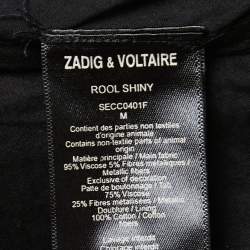 ZADIG & VOLTAIRE
ROOL SHINY
SECC0401F
M
Contient des parties non textiles
d'origine animale
Contains non-textile parts of animal
origin
Matière principale / Main fabric
95% Viscose 5% Fibres métallisées /
Metallic fibers
Exclusive of decoration
Patte de boutonnage / Tab
75% Viscose
25% Fibres métallisées / Metallic
Doublure / Lining
100% Cotton / Cotton
fibers